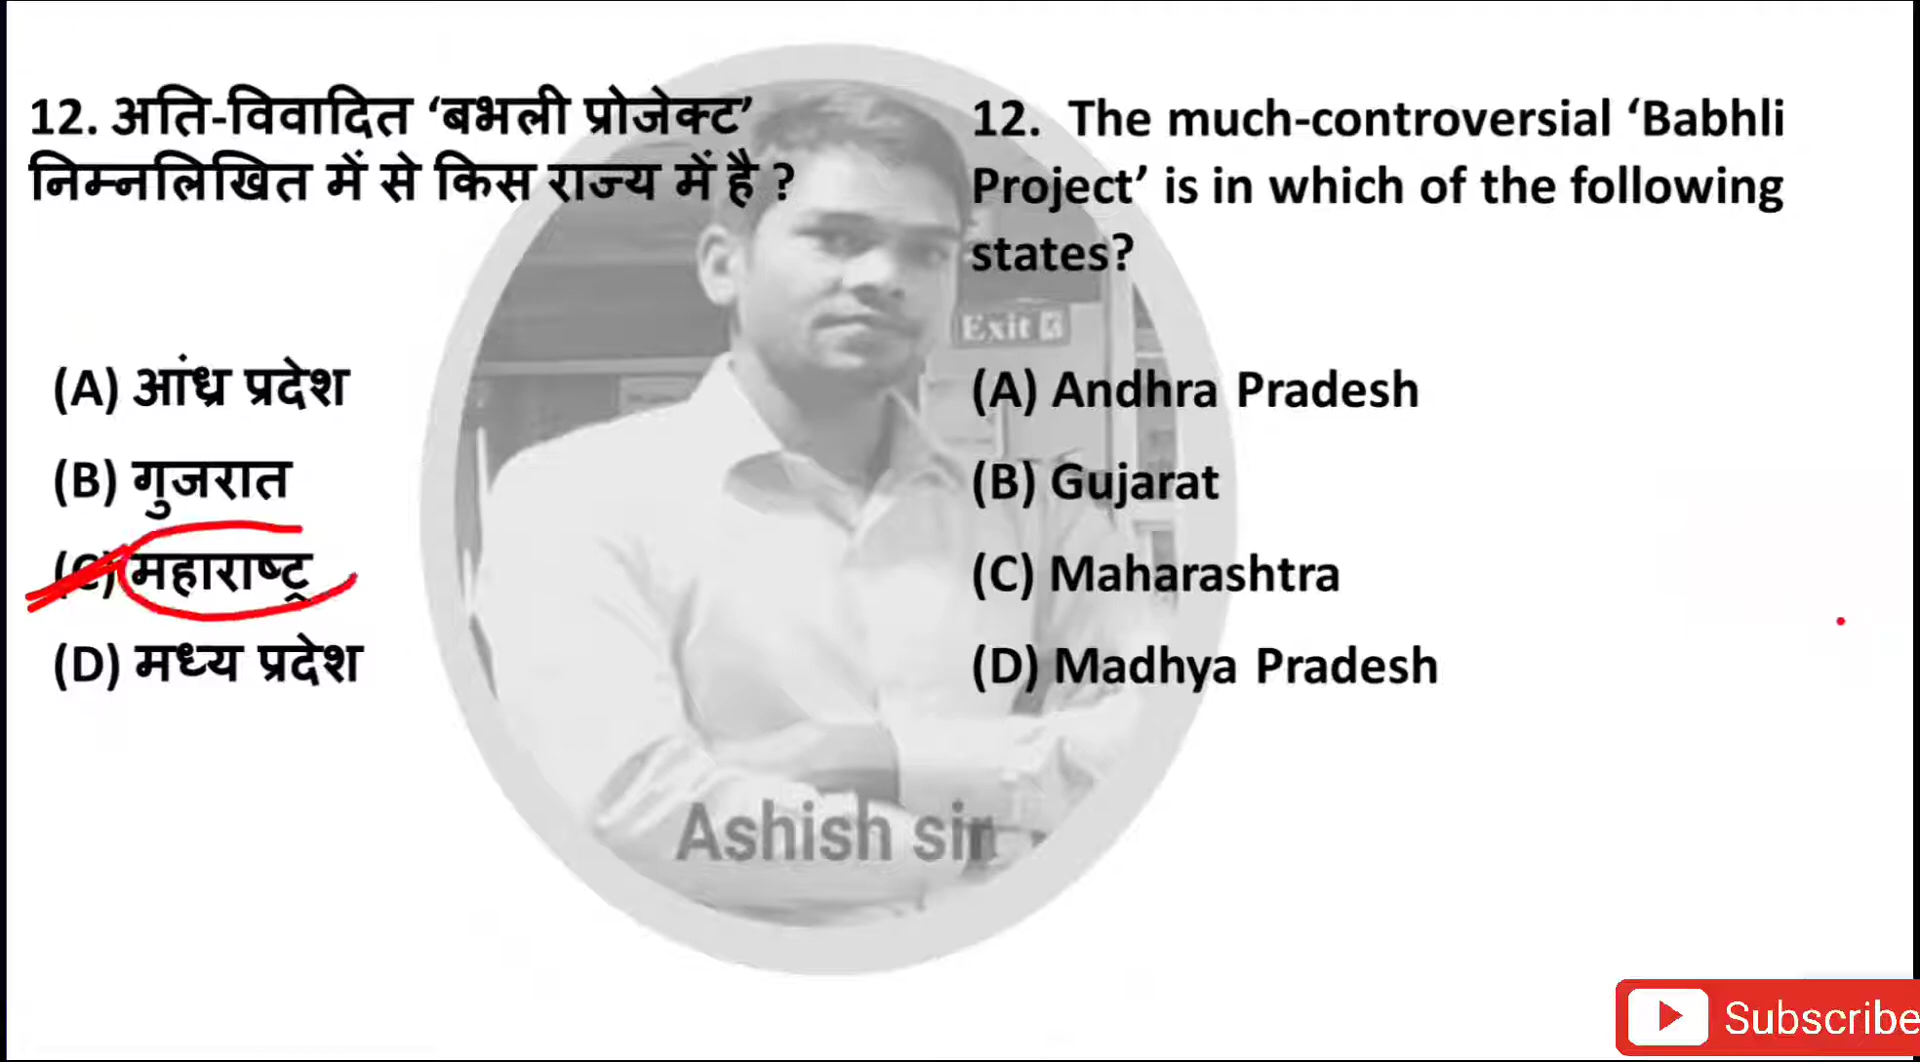 12. अति-विवादित ‘बभली प्रोजेक्ट’
निम्नलिखित में से किस राज्य में है ?
(A) आंध्र प्रदेश
(B) गुजरात
(C) महाराष्ट्र
(D) मध्य प्रदेश
12. The much-controversial ‘Babhli
Project’ is in which of the following
states?
(A) Andhra Pradesh
(B) Gujarat
(C) Maharashtra
(D) Madhya Pradesh
Exit
Ashish sir
Subscribe